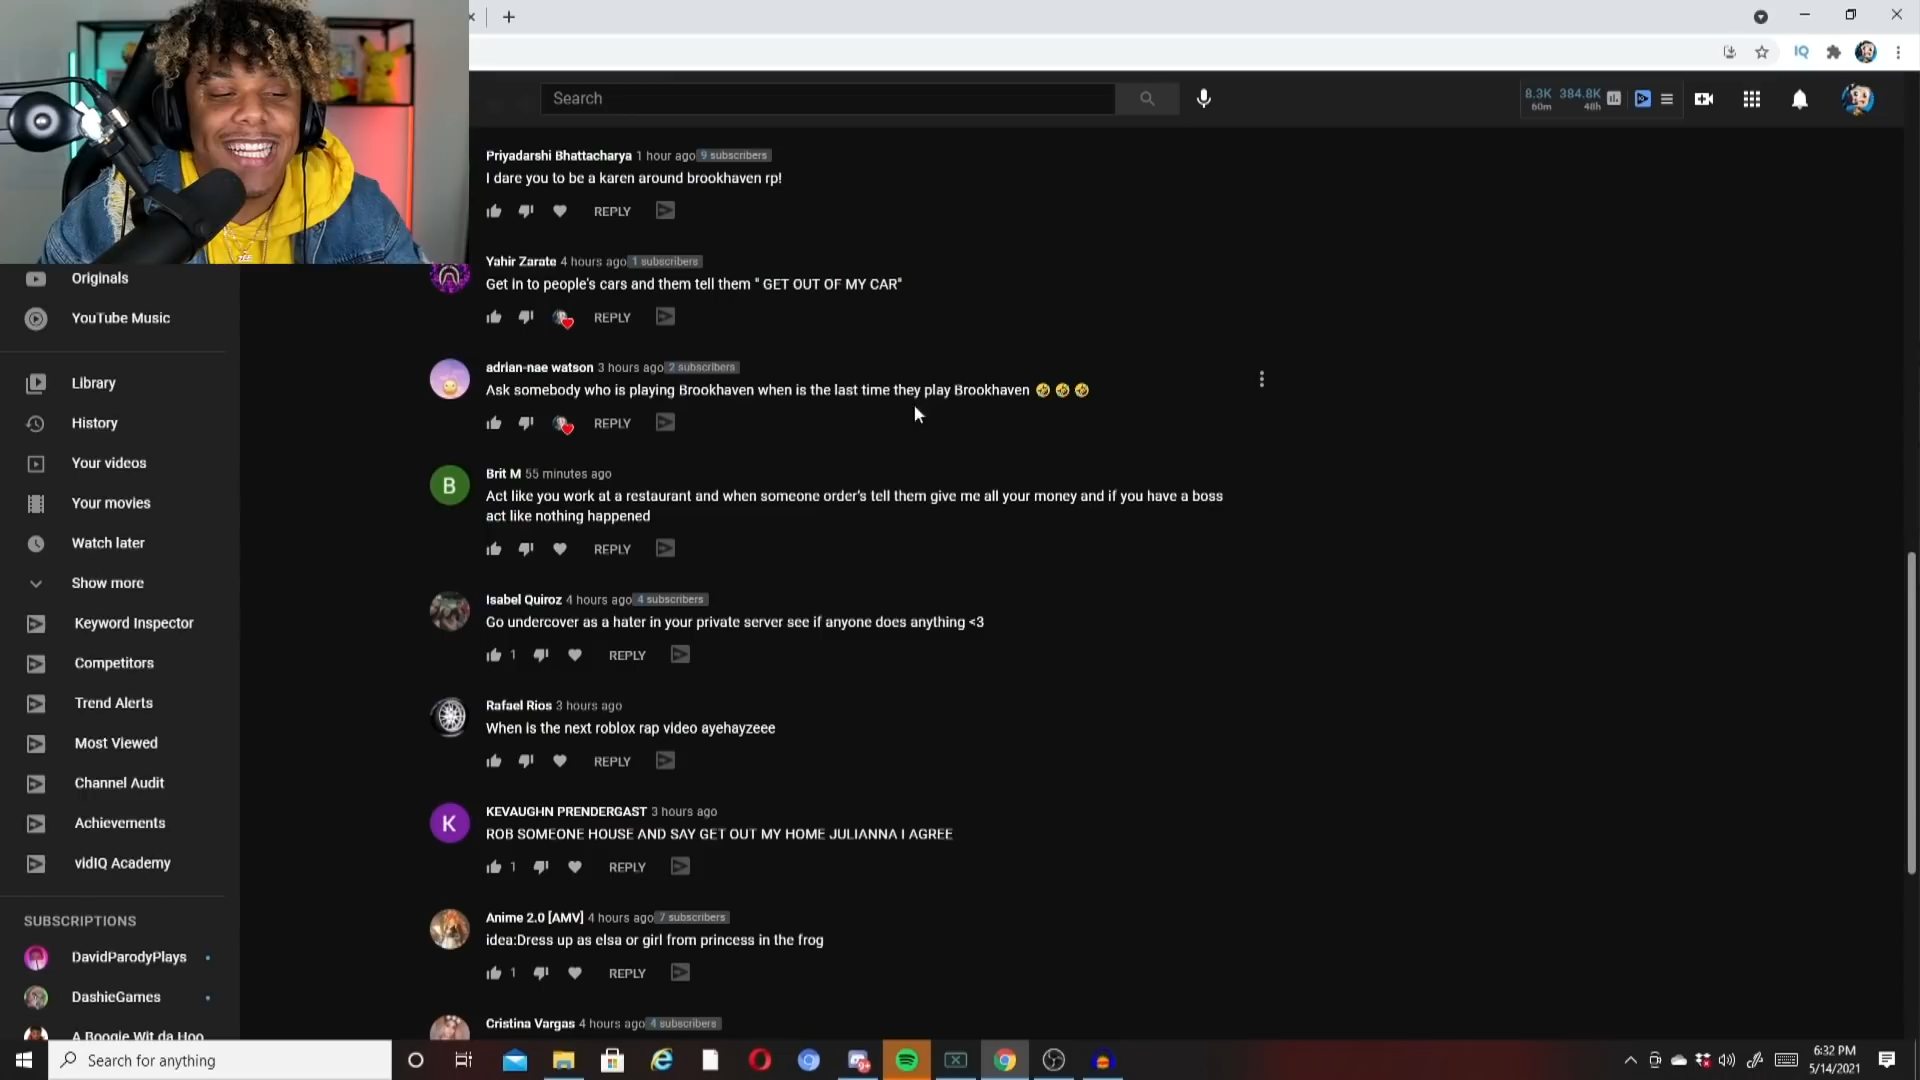 Search
8.3K 384.8K
60m 48h
Priyadarshi Bhattacharya 1 hour ago 9 subscribers
I dare you to be a karen around brookhaven rp!
REPLY
Yahir Zarate 4 hours ago 1 subscribers
Get in to people's cars and them tell them " GET OUT OF MY CAR"
REPLY
adrian-nae watson 3 hours ago 2 subscribers
Ask somebody who is playing Brookhaven when is the last time they play Brookhaven 🤣 🤣 🤣
REPLY
B
Brit M 55 minutes ago
Act like you work at a restaurant and when someone order's tell them give me all your money and if you have a boss
act like nothing happened
REPLY
Isabel Quiroz 4 hours ago 4 subscribers
Go undercover as a hater in your private server see if anyone does anything <3
1 REPLY
Rafael Rios 3 hours ago
When is the next roblox rap video ayehayzeee
REPLY
K
KEVAUGHN PRENDERGAST 3 hours ago
ROB SOMEONE HOUSE AND SAY GET OUT MY HOME JULIANNA I AGREE
1 REPLY
Anime 2.0 [AMV] 4 hours ago 7 subscribers
idea:Dress up as elsa or girl from princess in the frog
1 REPLY
Cristina Vargas 4 hours ago 4 subscribers
Originals
YouTube Music
Library
History
Your videos
Your movies
Watch later
Show more
Keyword Inspector
Competitors
Trend Alerts
Most Viewed
Channel Audit
Achievements
vidIQ Academy
SUBSCRIPTIONS
DavidParodyPlays
DashieGames
A Boogie Wit da Hoo
Search for anything
6:32 PM
5/14/2021
IQ
ZEE